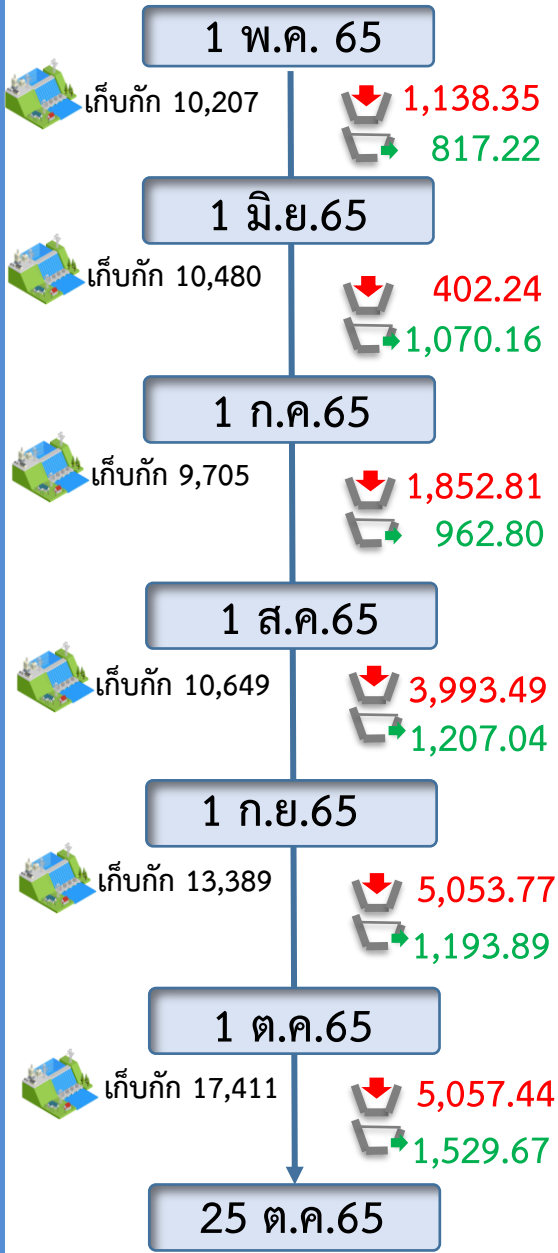 1 พ.ค. 65
เก็บกัก 10,207
1,138.35
817.22
1 มิ.ย.65
เก็บกัก 10,480
402.24
1,070.16
1 ก.ค.65
เก็บกัก 9,705
1,852.81
962.80
1 ส.ค.65
เก็บกัก 10,649
3,993.49
1,207.04
1 ก.ย.65
เก็บกัก 13,389
5,053.77
1,193.89
1 ต.ค.65
เก็บกัก 17,411
5,057.44
1,529.67
25 ต.ค.65